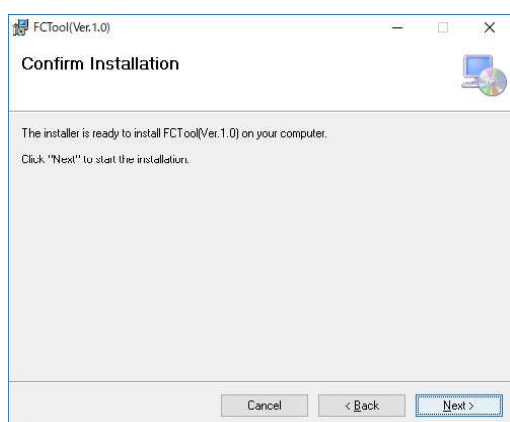 FCTool(Ver.1.0)
Confirm Installation
The installer is ready to install FCTool(Ver.1.0) on your computer.
Click "Next" to start the installation.
Cancel
< Back
Next >